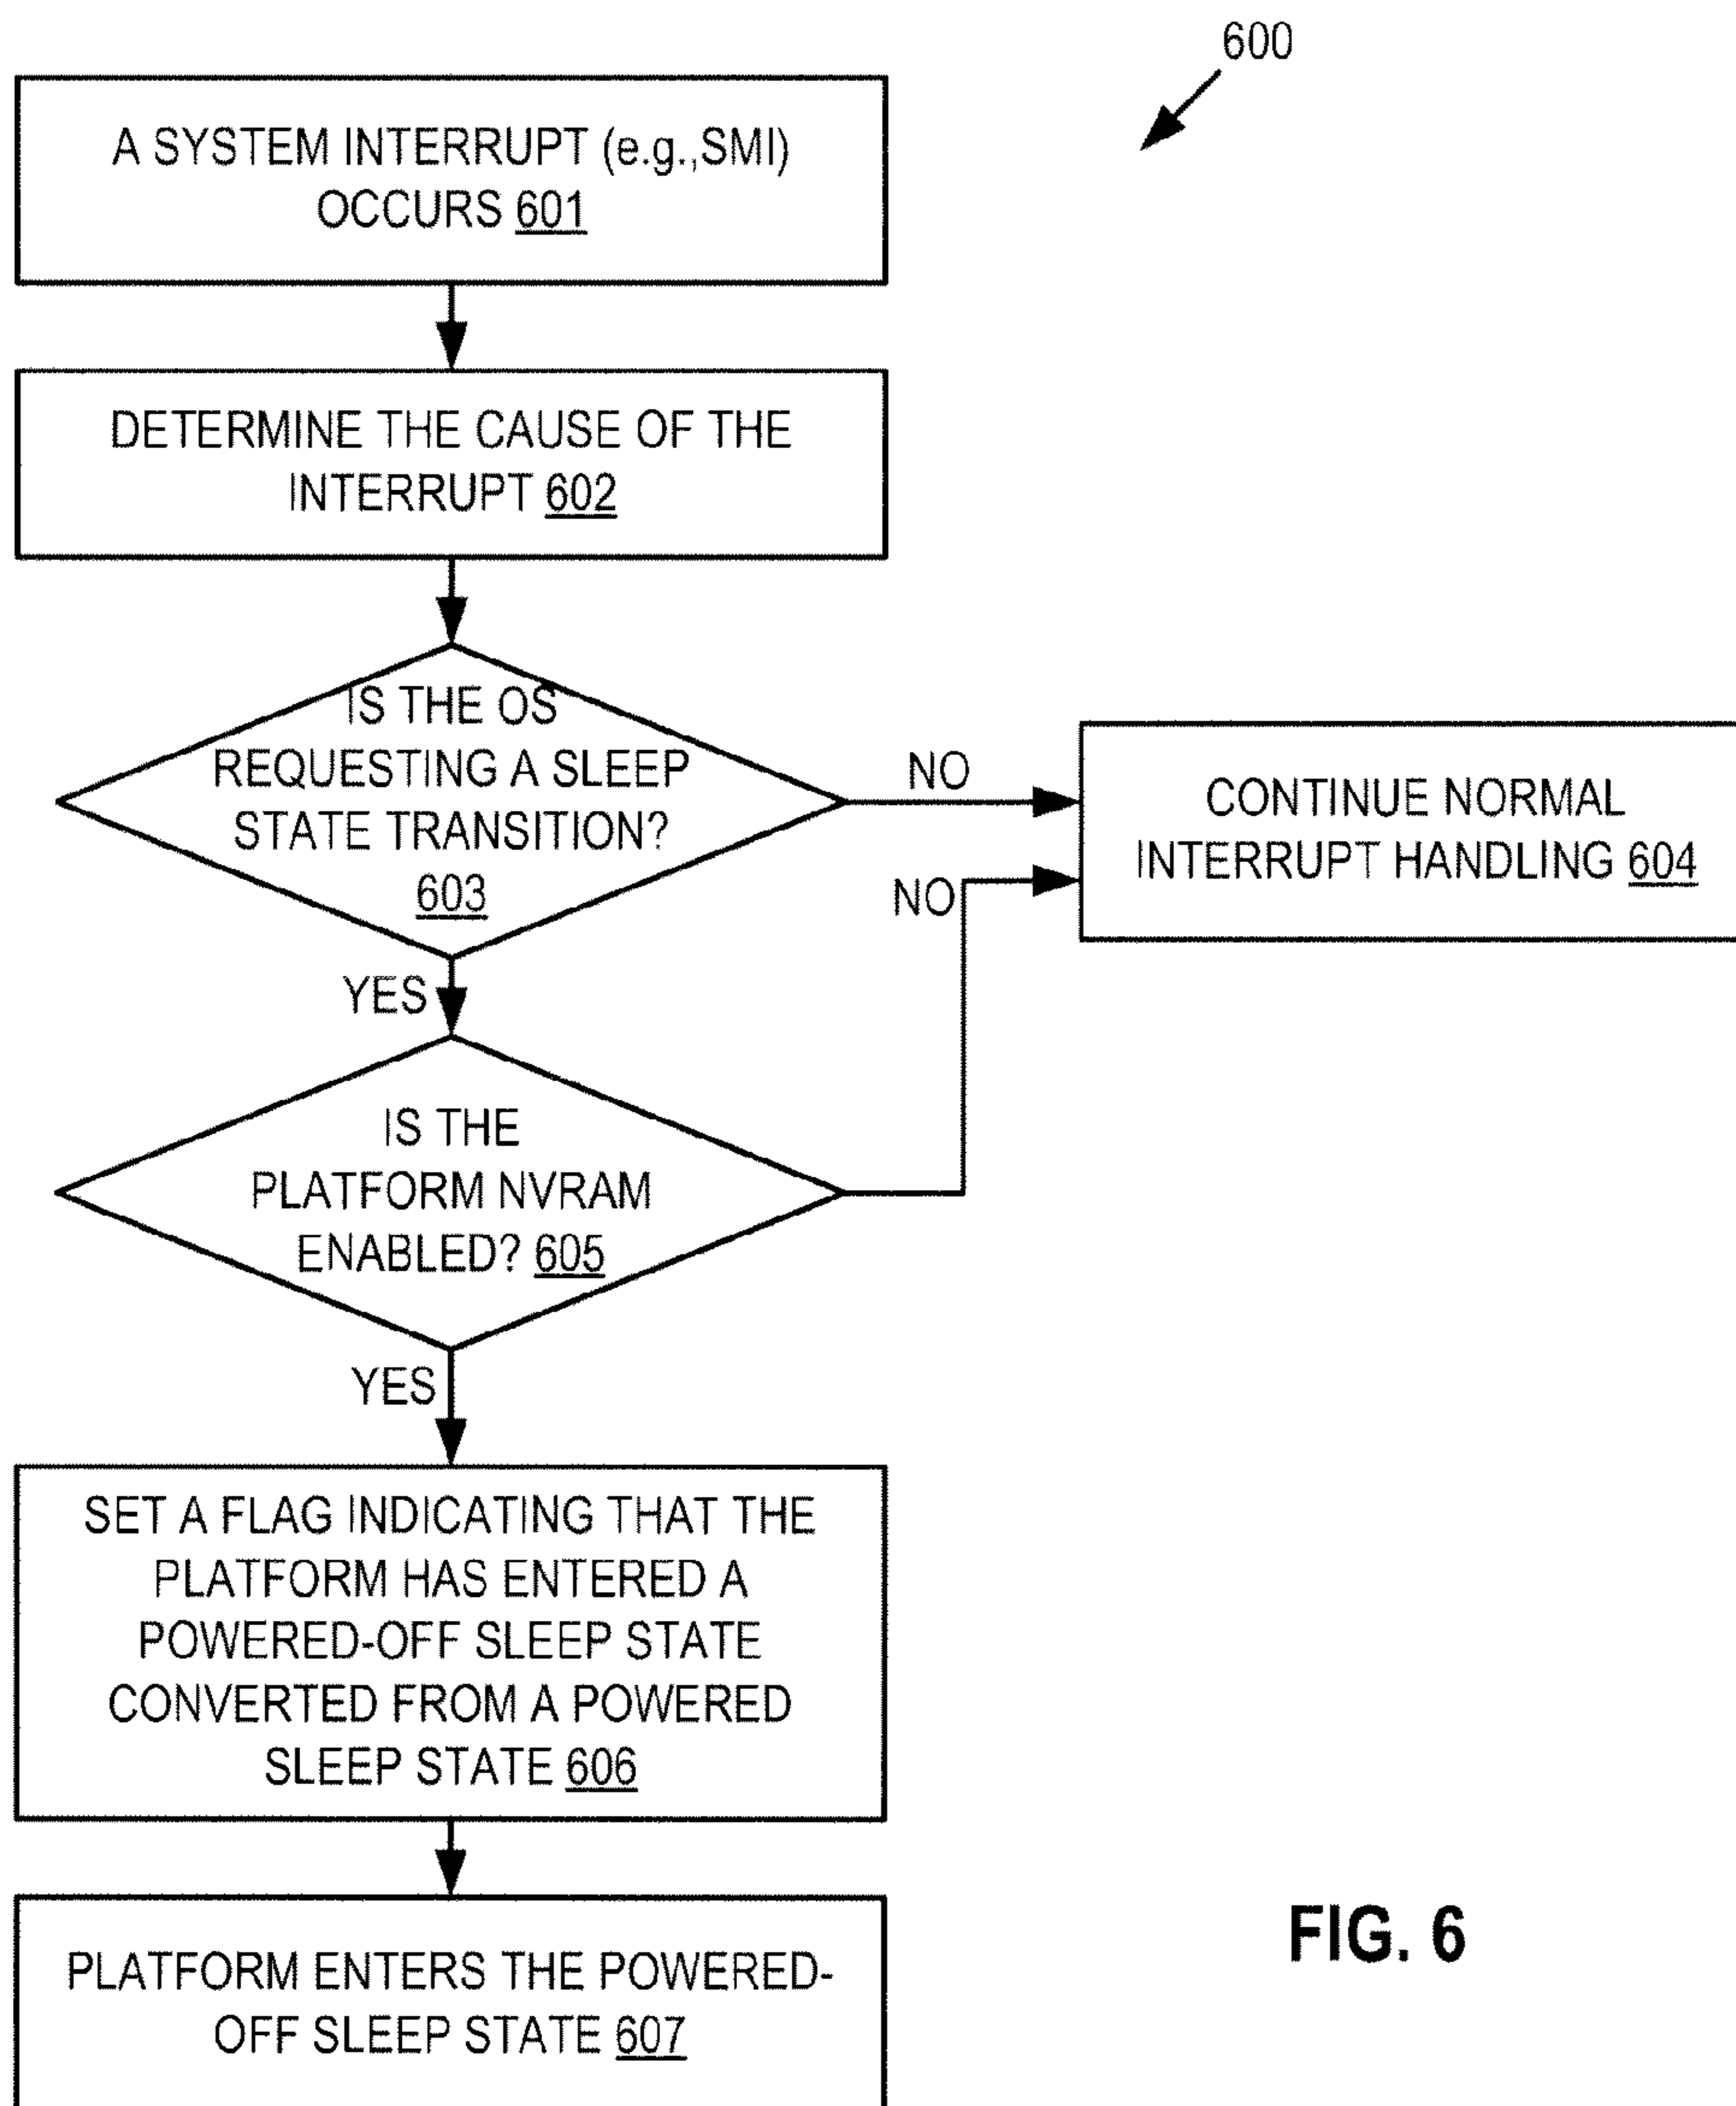 600
A SYSTEM INTERRUPT (e.g.,SMI)
OCCURS 601
DETERMINE THE CAUSE OF THE
INTERRUPT 602
IS THE OS
REQUESTING A SLEEP
STATE TRANSITION?
603
NO
CONTINUE NORMAL
INTERRUPT HANDLING 604
NO
YES
IS THE
PLATFORM NVRAM
ENABLED? 605
YES
SET A FLAG INDICATING THAT THE
PLATFORM HAS ENTERED A
POWERED-OFF SLEEP STATE
CONVERTED FROM A POWERED
SLEEP STATE 606
PLATFORM ENTERS THE POWERED-
OFF SLEEP STATE 607
FIG. 6